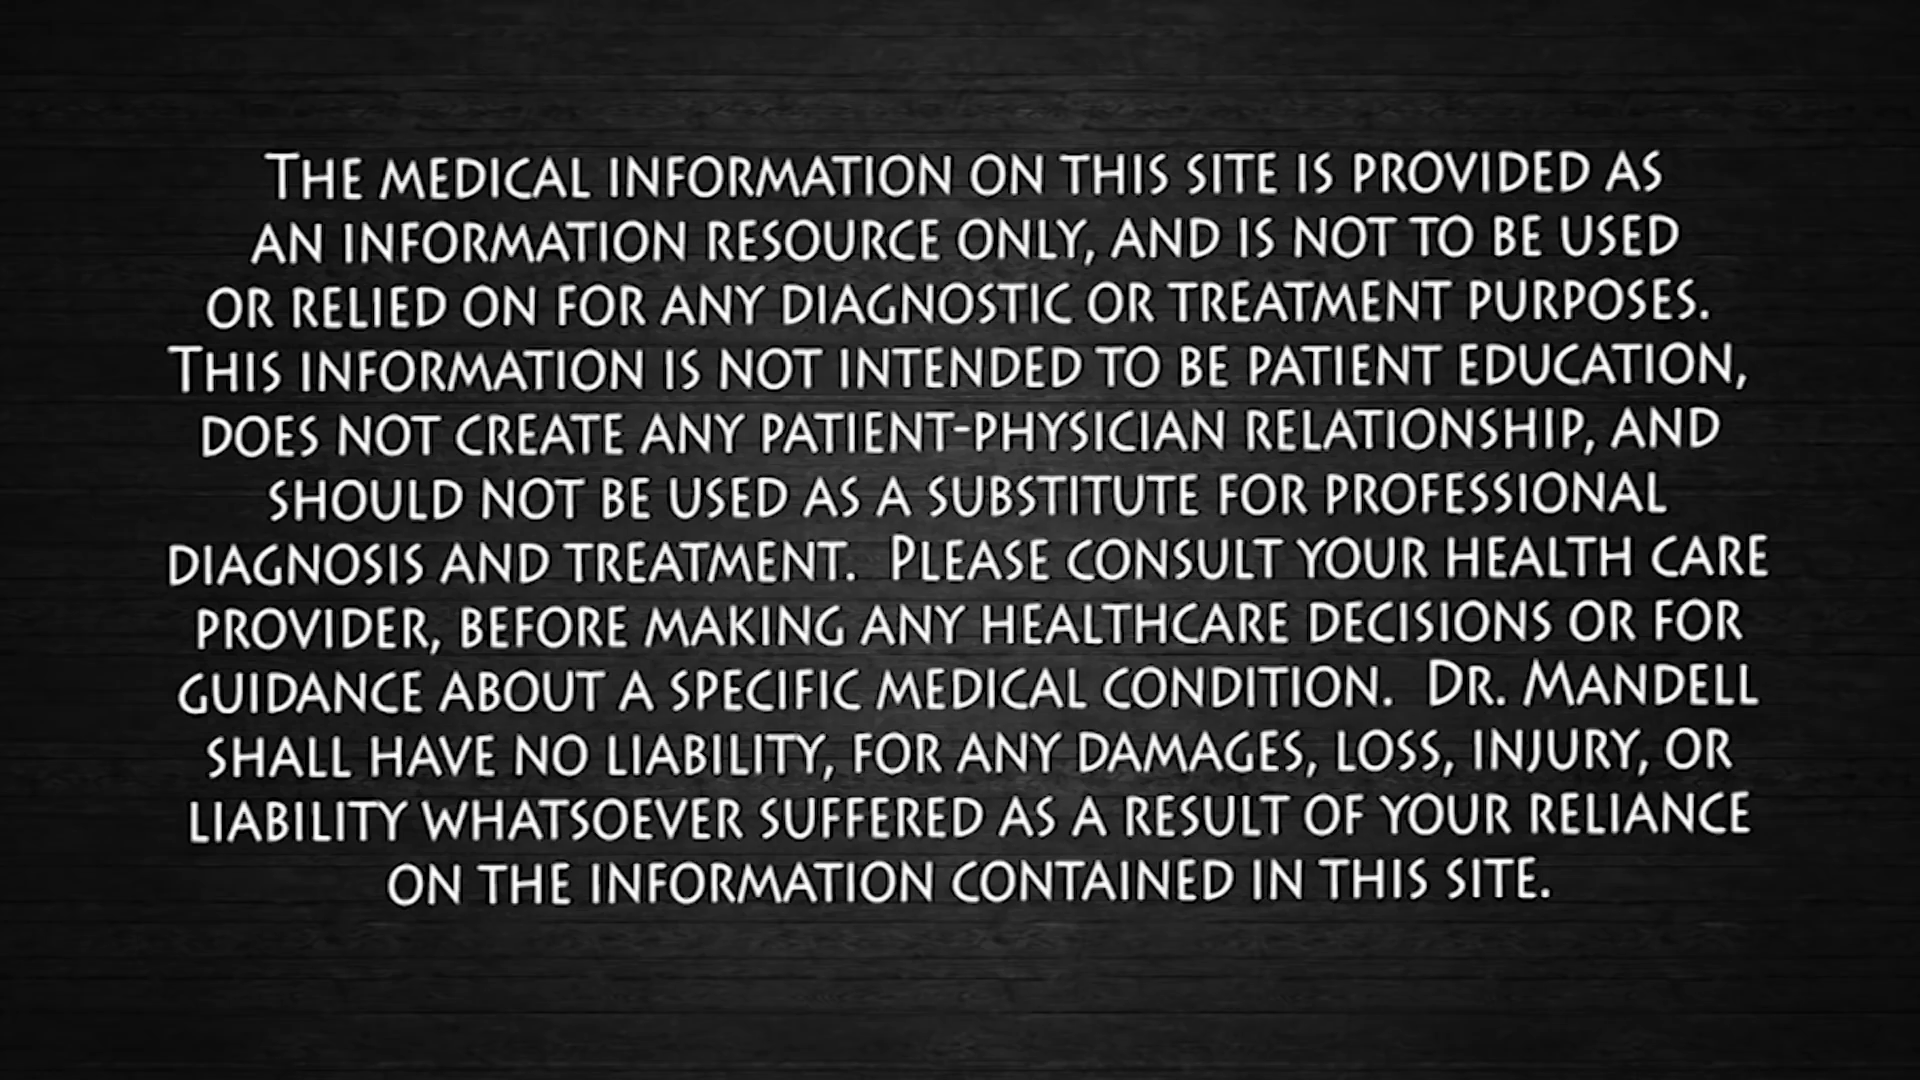 THE MEDICAL INFORMATION ON THIS SITE IS PROVIDED AS
AN INFORMATION RESOURCE ONLY, AND IS NOT TO BE USED
OR RELIED ON FOR ANY DIAGNOSTIC OR TREATMENT PURPOSES.
THIS INFORMATION IS NOT INTENDED TO BE PATIENT EDUCATION,
DOES NOT CREATE ANY PATIENT-PHYSICIAN RELATIONSHIP, AND
SHOULD NOT BE USED AS A SUBSTITUTE FOR PROFESSIONAL
DIAGNOSIS AND TREATMENT. PLEASE CONSULT YOUR HEALTH CARE
PROVIDER, BEFORE MAKING ANY HEALTHCARE DECISIONS OR FOR
GUIDANCE ABOUT A SPECIFIC MEDICAL CONDITION. DR. MANDELL
SHALL HAVE NO LIABILITY, FOR ANY DAMAGES, LOSS, INJURY, OR
LIABILITY WHATSOEVER SUFFERED AS A RESULT OF YOUR RELIANCE
ON THE INFORMATION CONTAINED IN THIS SITE.